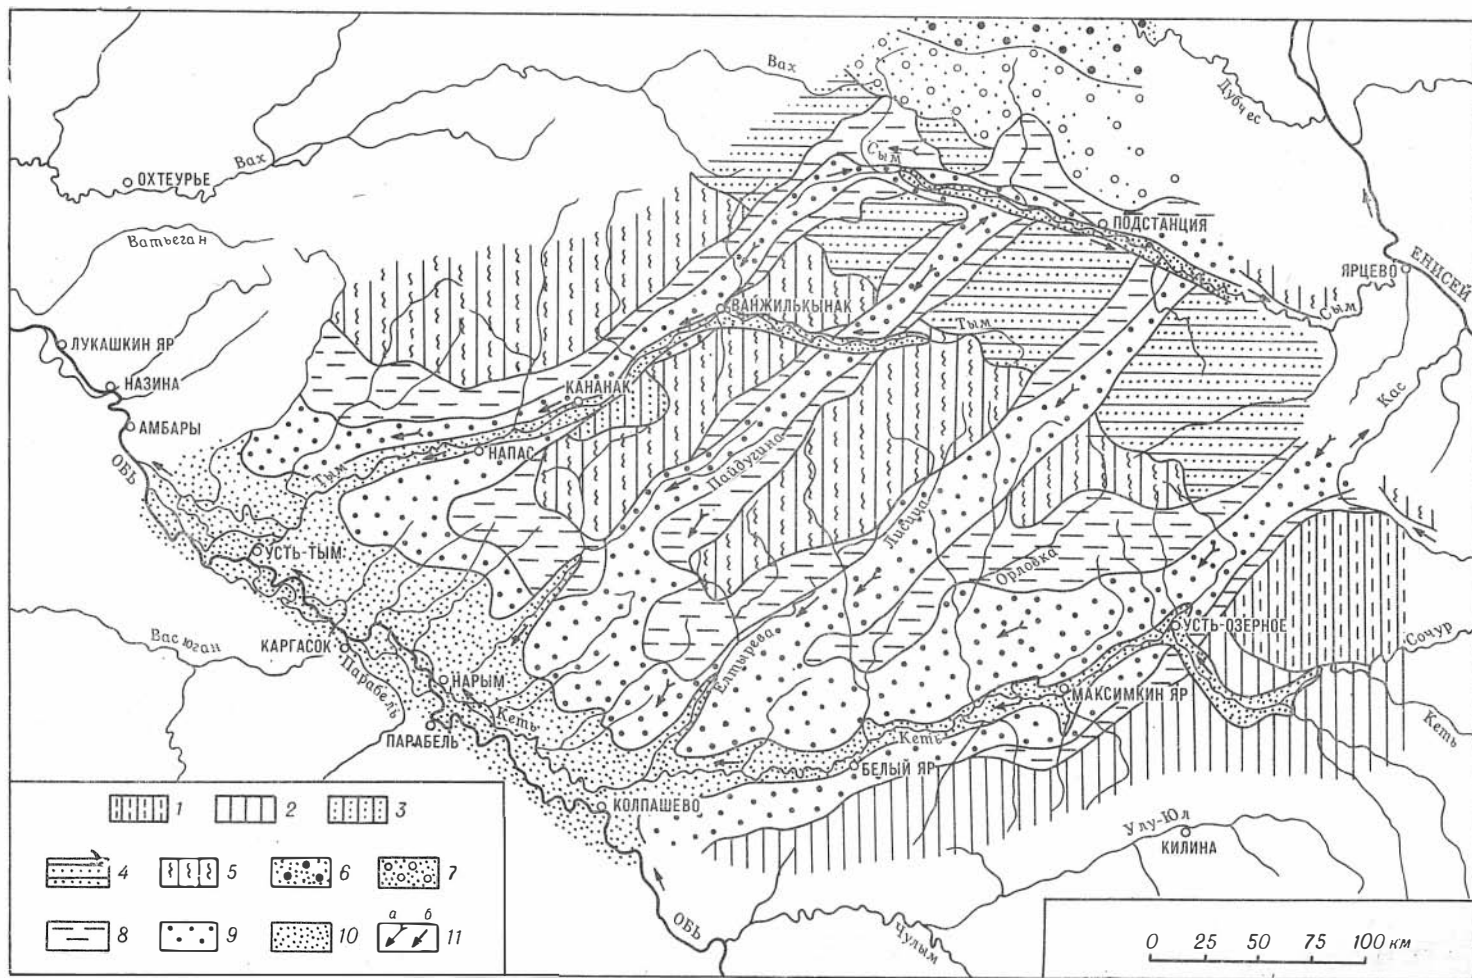 Вах
Дубчес
Сым
Вах
ОХТЕУРЬЕ
ПОДСТАНЦИЯ
Ватьеган
ЯРЦЕВО
ЕНИСЕЙ
ВАНЖИЛЬКЫНАК
Сым
Тым
ЛУКАШКИН ЯР
НАЗИНА
КАНАНАК
Кас
АМБАРЫ
ОБЬ
НАПАС
Тым
Пайдугина
Лисица
УСТЬ-ТЫМ
Орловка
Васюган
КАРГАСОК
УСТЬ-ОЗЕРНОЕ
Сочур
Парабель
НАРЫМ
Елтырева
МАКСИМКИН ЯР
Кеть
ПАРАБЕЛЬ
Кеть
Кеть
БЕЛЫЙ ЯР
КОЛПАШЕВО
Улу-Юл
КИЛИНА
ОБЬ
Чулым
1 2 3
4 5 6 7
а б
8 9 10 11
0 25 50 75 100 км